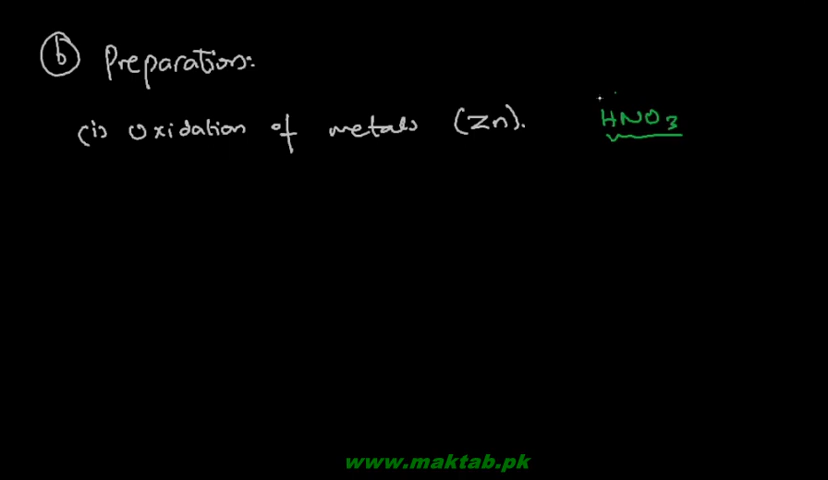 (b) Preparation:
(i) Oxidation of metals (Zn). HNO3
www.maktab.pk